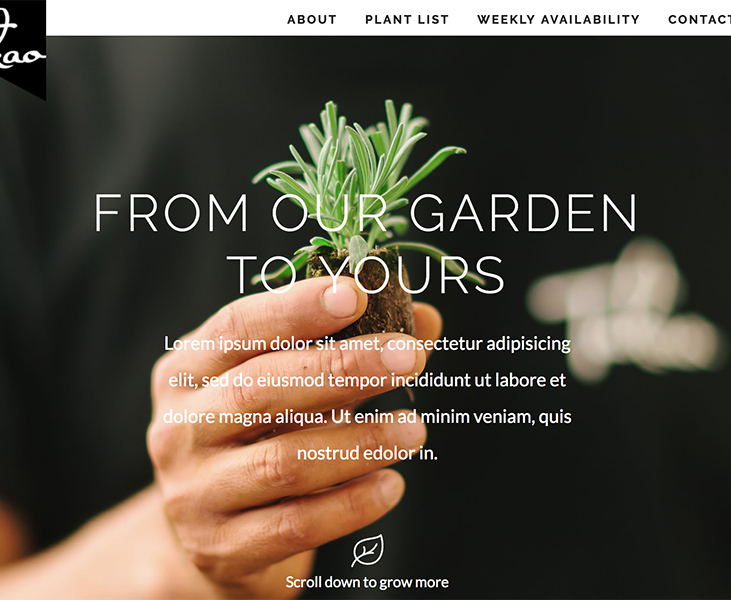 ABOUT PLANT LIST WEEKLY AVAILABILITY CONTACT
FROM OUR GARDEN
TO YOURS
Lorem ipsum dolor sit amet, consectetur adipisicing
elit, sed do eiusmod tempor incididunt ut labore et
dolore magna aliqua. Ut enim ad minim veniam, quis
nostrud edolor in.
Scroll down to grow more